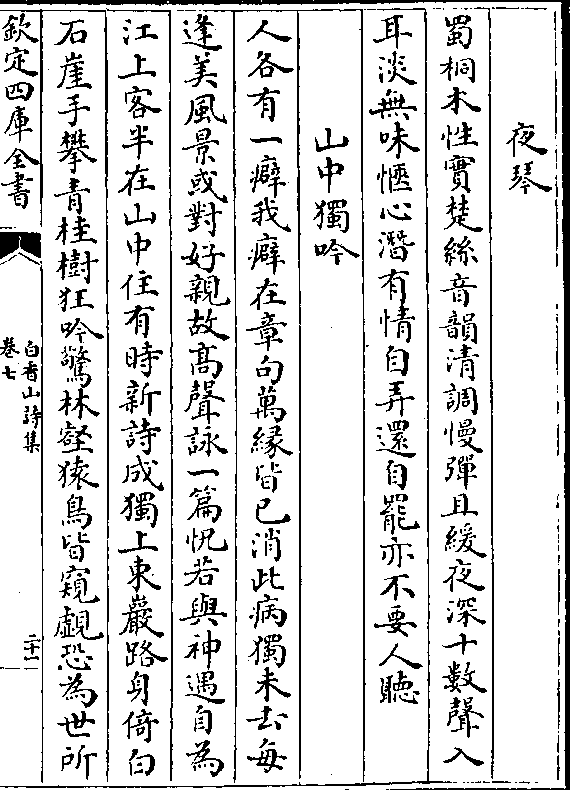 夜琴
蜀桐木性實楚絲音韻清調慢彈且緩夜深十數聲入
耳淡無味愜心潛有情自弄還自罷亦不要人聽
山中獨吟
人各有一癖我癖在章句萬緣皆已消此病獨未去每
逢美風景或對好親故高聲詠一篇怳若與神遇自為
江上客半在山中住有時新詩成獨上東巖路身倚白
石崖手攀青桂樹狂吟驚林壑猿鳥皆窺覷恐為世所
欽定四庫全書
白香山詩集
卷七
二十一